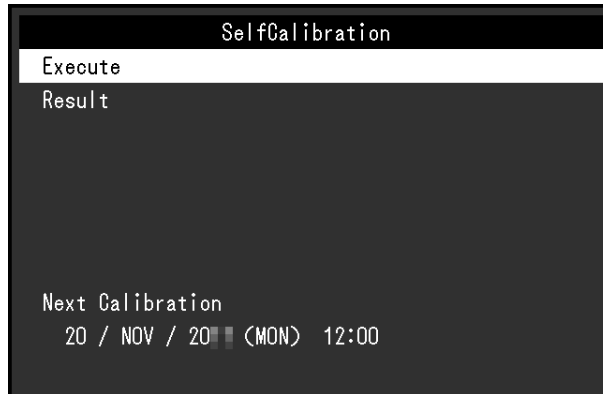 SelfCalibration
Execute
Result
Next Calibration
20 / NOV / 20 (MON) 12:00